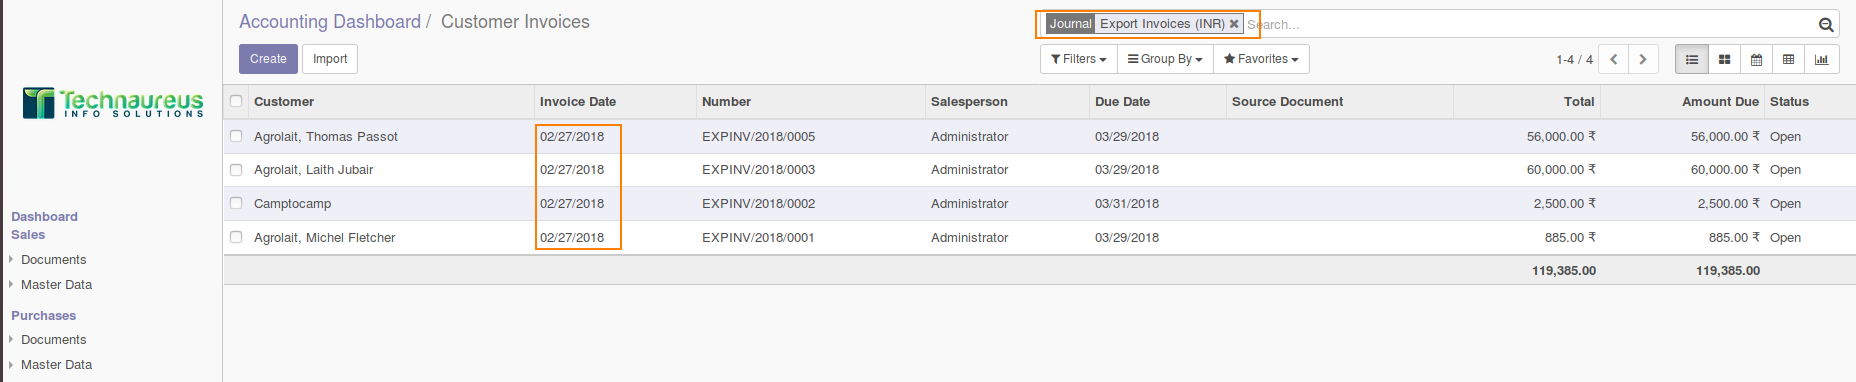 Accounting Dashboard / Customer Invoices
Journal Export Invoices (INR) Search...
Create Import
Filters Group By Favorites 1-4 / 4
Technaureus
INFO SOLUTIONS
Customer Invoice Date Number Salesperson Due Date Source Document Total Amount Due Status
Agrolait, Thomas Passot 02/27/2018 EXPINV/2018/0005 Administrator 03/29/2018 56,000.00 ₹ 56,000.00 ₹ Open
Agrolait, Laith Jubair 02/27/2018 EXPINV/2018/0003 Administrator 03/29/2018 60,000.00 ₹ 60,000.00 ₹ Open
Camptocamp 02/27/2018 EXPINV/2018/0002 Administrator 03/31/2018 2,500.00 ₹ 2,500.00 ₹ Open
Agrolait, Michel Fletcher 02/27/2018 EXPINV/2018/0001 Administrator 03/29/2018 885.00 ₹ 885.00 ₹ Open
119,385.00 119,385.00
Dashboard
Sales
Documents
Master Data
Purchases
Documents
Master Data